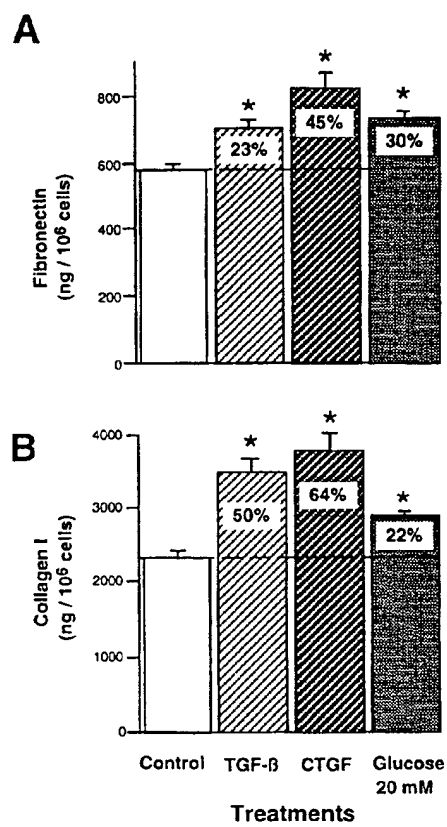 A
*
*
*
800
600
400
200
0
23%
45%
30%
Fibronectin
(ng / 10⁶ cells)
B
*
*
*
4000
3000
2000
1000
0
50%
64%
22%
Collagen I
(ng / 10⁶ cells)
Control TGF-ß CTGF Glucose
20 mM
Treatments